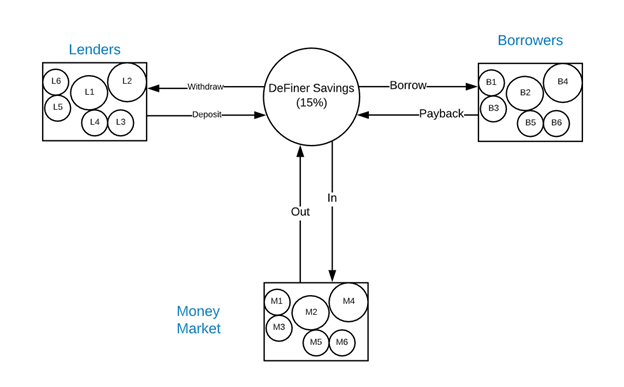 Lenders
Borrowers
L6
L1
L2
L5
L4
L3
Withdraw
Deposit
DeFiner Savings
(15%)
Borrow
Payback
B1
B2
B4
B3
B5
B6
Out
In
Money
Market
M1
M2
M4
M3
M5
M6